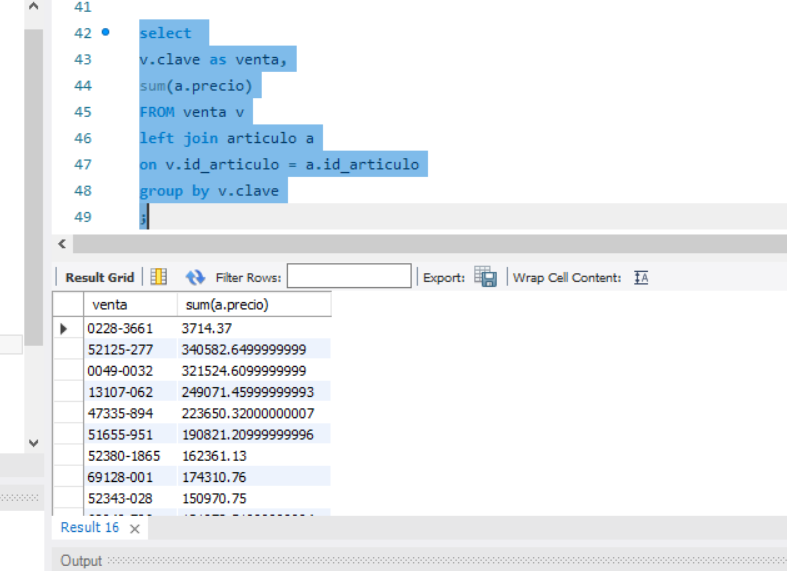 41
42 select
43 v.clave as venta,
44 sum(a.precio)
45 FROM venta v
46 left join articulo a
47 on v.id_articulo = a.id_articulo
48 group by v.clave
49 ;
Result Grid Filter Rows: Export: Wrap Cell Content: IA
venta sum(a.precio)
0228-3661 3714.37
52125-277 340582.6499999999
0049-0032 321524.6099999999
13107-062 249071.45999999993
47335-894 223650.32000000007
51655-951 190821.20999999996
52380-1865 162361.13
69128-001 174310.76
52343-028 150970.75
Result 16
Output